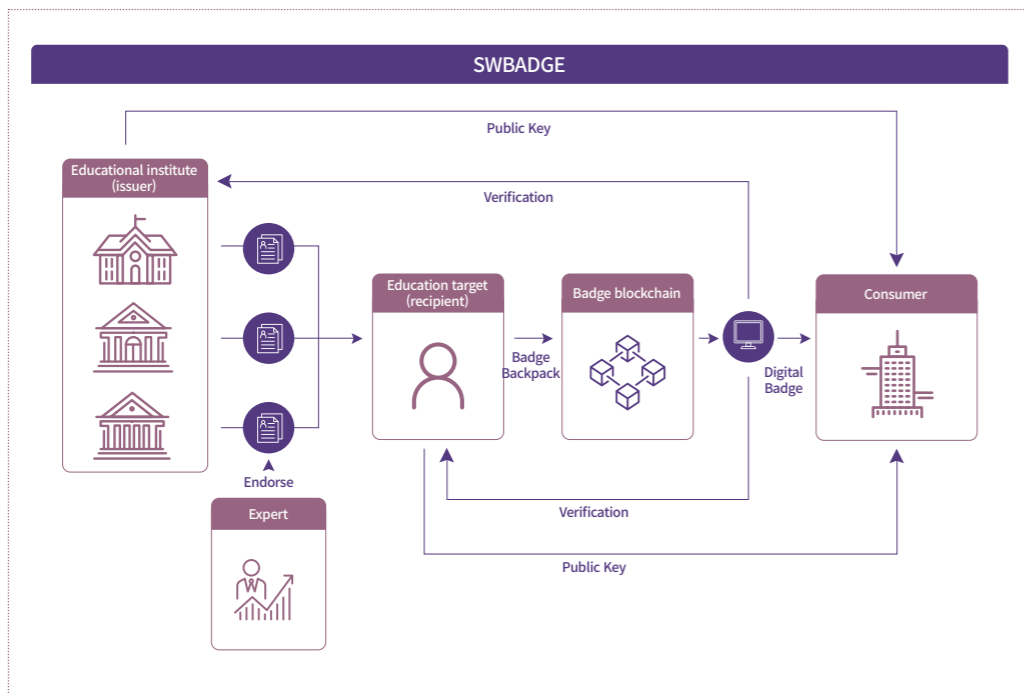 SWBADGE
Public Key
Educational institute
(issuer)
Verification
Education target
(recipient)
Badge blockchain
Consumer
Badge
Backpack
Digital
Badge
Endorse
Expert
Verification
Public Key